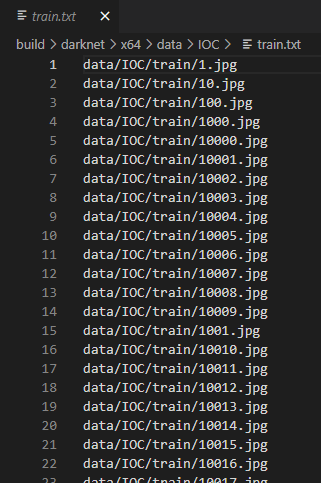 train.txt ×
build > darknet > x64 > data > IOC > train.txt
1 data/IOC/train/1.jpg
2 data/IOC/train/10.jpg
3 data/IOC/train/100.jpg
4 data/IOC/train/1000.jpg
5 data/IOC/train/10000.jpg
6 data/IOC/train/10001.jpg
7 data/IOC/train/10002.jpg
8 data/IOC/train/10003.jpg
9 data/IOC/train/10004.jpg
10 data/IOC/train/10005.jpg
11 data/IOC/train/10006.jpg
12 data/IOC/train/10007.jpg
13 data/IOC/train/10008.jpg
14 data/IOC/train/10009.jpg
15 data/IOC/train/1001.jpg
16 data/IOC/train/10010.jpg
17 data/IOC/train/10011.jpg
18 data/IOC/train/10012.jpg
19 data/IOC/train/10013.jpg
20 data/IOC/train/10014.jpg
21 data/IOC/train/10015.jpg
22 data/IOC/train/10016.jpg
23 data/IOC/train/10017.jpg